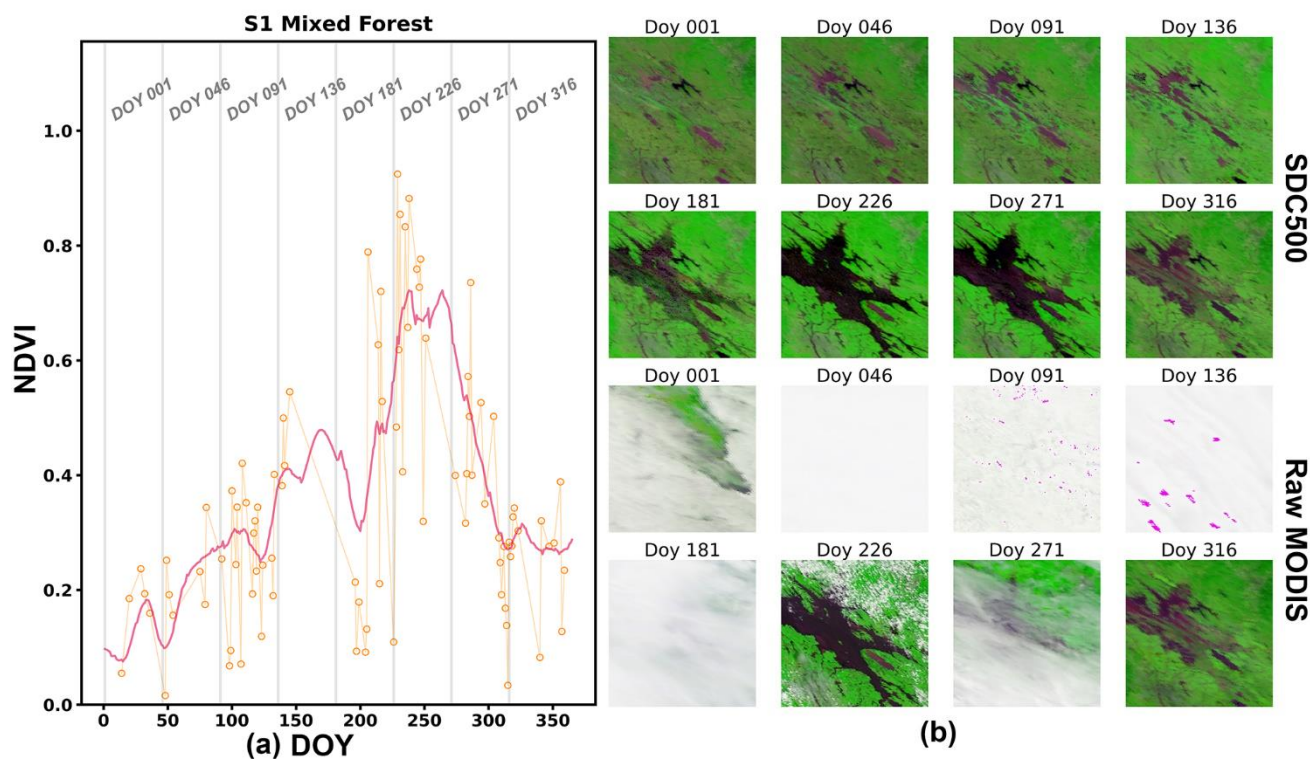 S1 Mixed Forest
DOY 001 DOY 046 DOY 091 DOY 136 DOY 181 DOY 226 DOY 271 DOY 316
1.0
0.8
0.6
0.4
0.2
0.0
NDVI
0 50 100 150 200 250 300 350
(a) DOY
Doy 001 Doy 046 Doy 091 Doy 136
Doy 181 Doy 226 Doy 271 Doy 316
SDC500
Doy 001 Doy 046 Doy 091 Doy 136
Doy 181 Doy 226 Doy 271 Doy 316
Raw MODIS
(b)